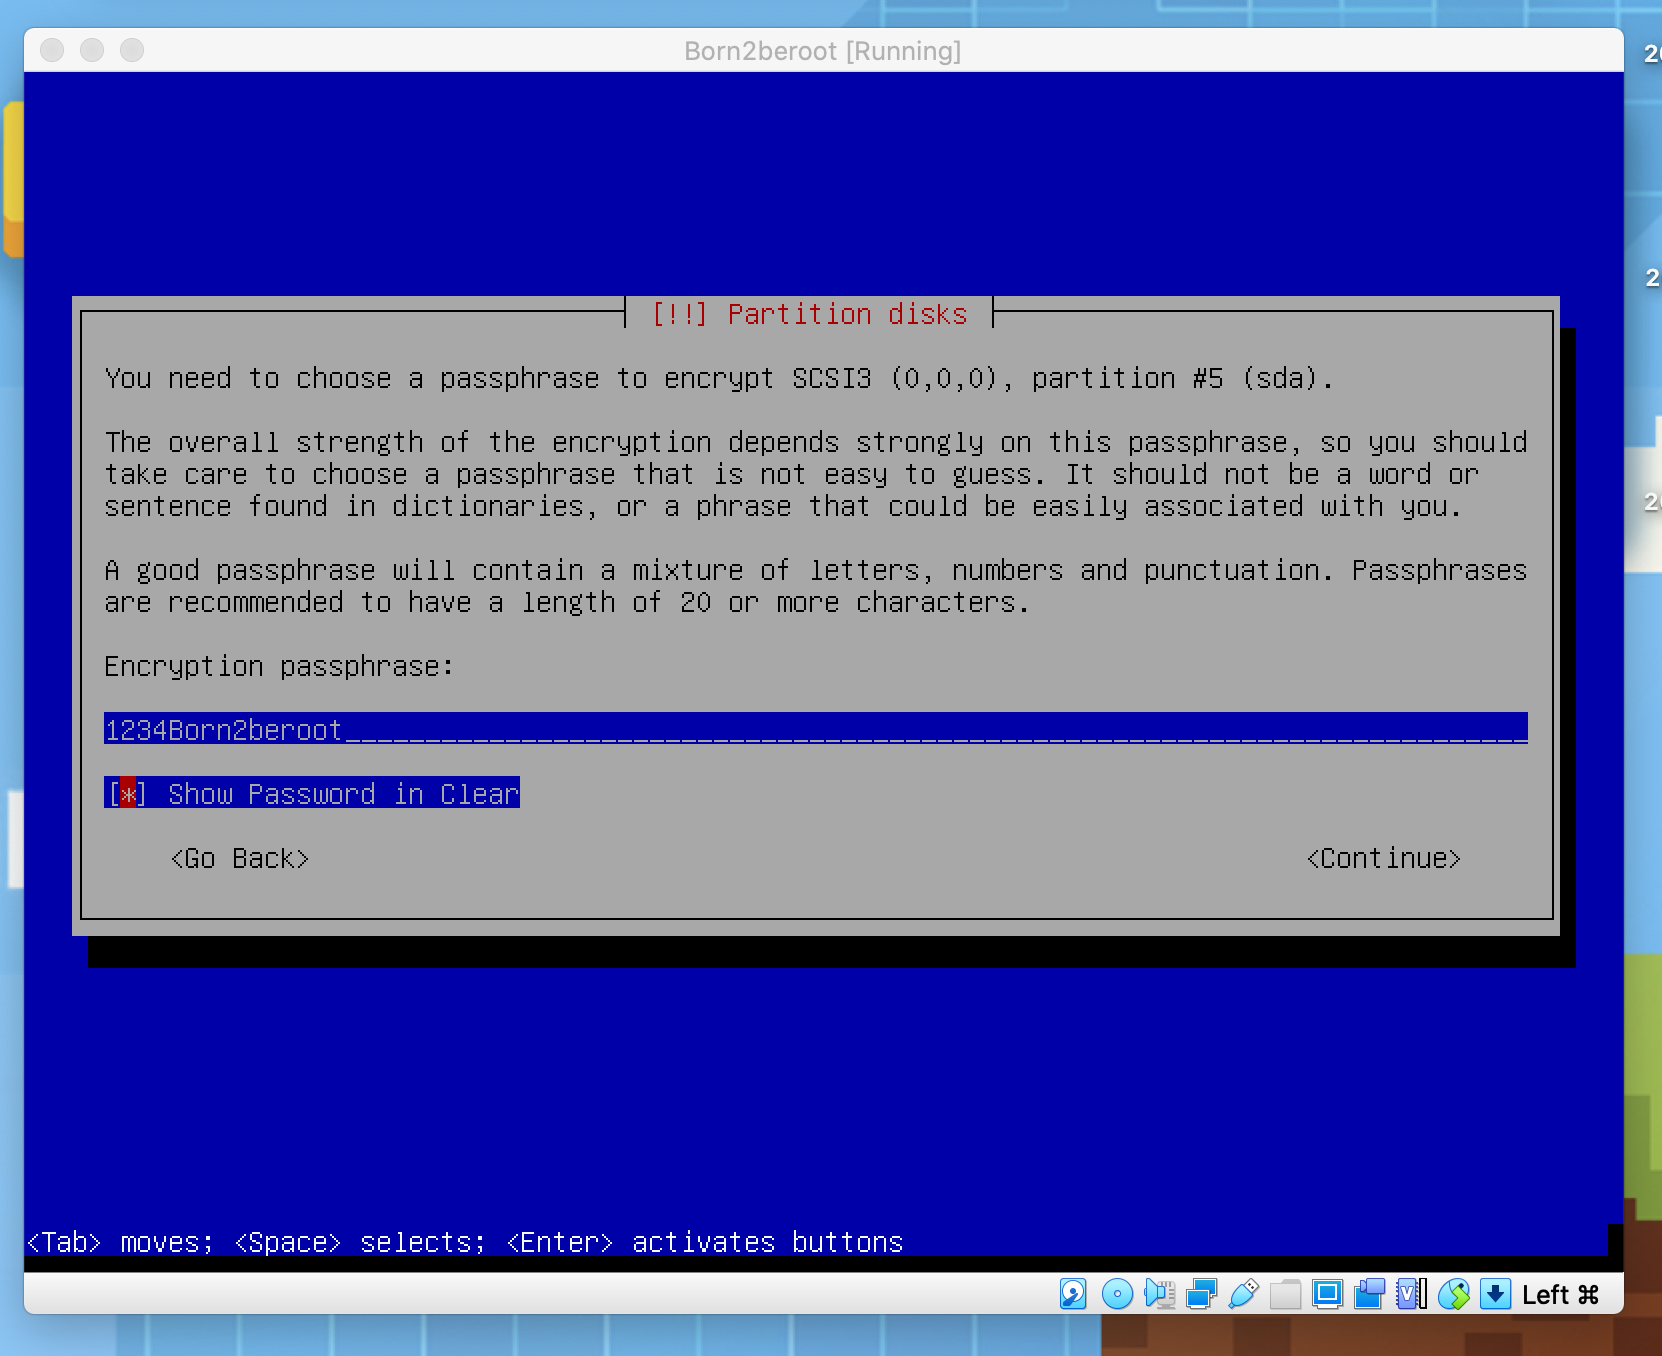 Born2beroot [Running]
[!!] Partition disks
You need to choose a passphrase to encrypt SCSI3 (0,0,0), partition #5 (sda).
The overall strength of the encryption depends strongly on this passphrase, so you should
take care to choose a passphrase that is not easy to guess. It should not be a word or
sentence found in dictionaries, or a phrase that could be easily associated with you.
A good passphrase will contain a mixture of letters, numbers and punctuation. Passphrases
are recommended to have a length of 20 or more characters.
Encryption passphrase:
1234Born2beroot
[*] Show Password in Clear
<Go Back> <Continue>
<Tab> moves; <Space> selects; <Enter> activates buttons
Left ⌘